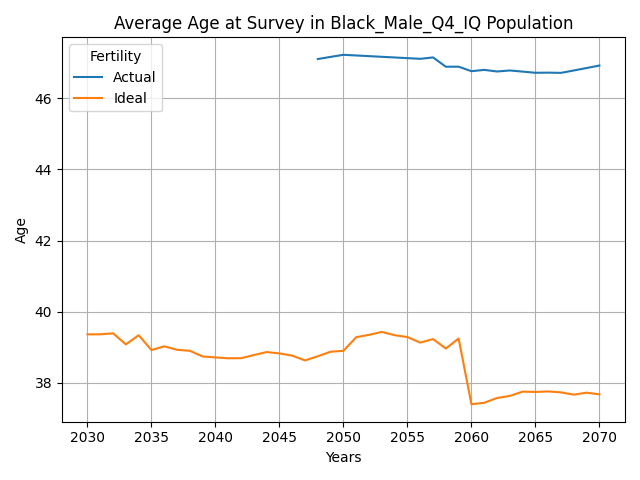 Average Age at Survey in Black_Male_Q4_IQ Population
Fertility
Actual
Ideal
46
44
42
40
38
Age
2030 2035 2040 2045 2050 2055 2060 2065 2070
Years